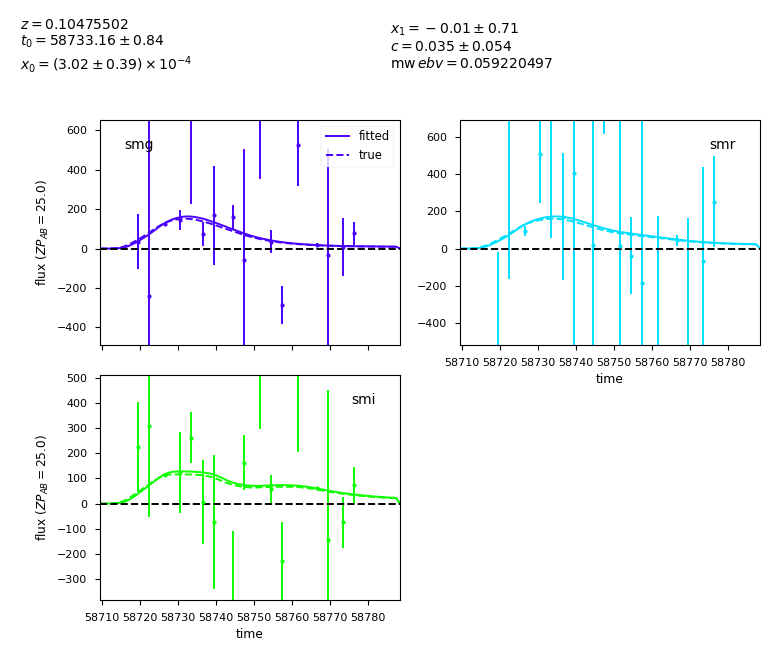 z = 0.10475502
t₀ = 58733.16 ± 0.84
x₀ = (3.02 ± 0.39) × 10⁻⁴
x₁ = −0.01 ± 0.71
c = 0.035 ± 0.054
mw ebv = 0.059220497
smg
fitted
true
600
400
200
0
−200
−400
flux (ZP_AB = 25.0)
smr
600
400
200
0
−200
−400
58710 58720 58730 58740 58750 58760 58770 58780
time
smi
500
400
300
200
100
0
−100
−200
−300
flux (ZP_AB = 25.0)
58710 58720 58730 58740 58750 58760 58770 58780
time